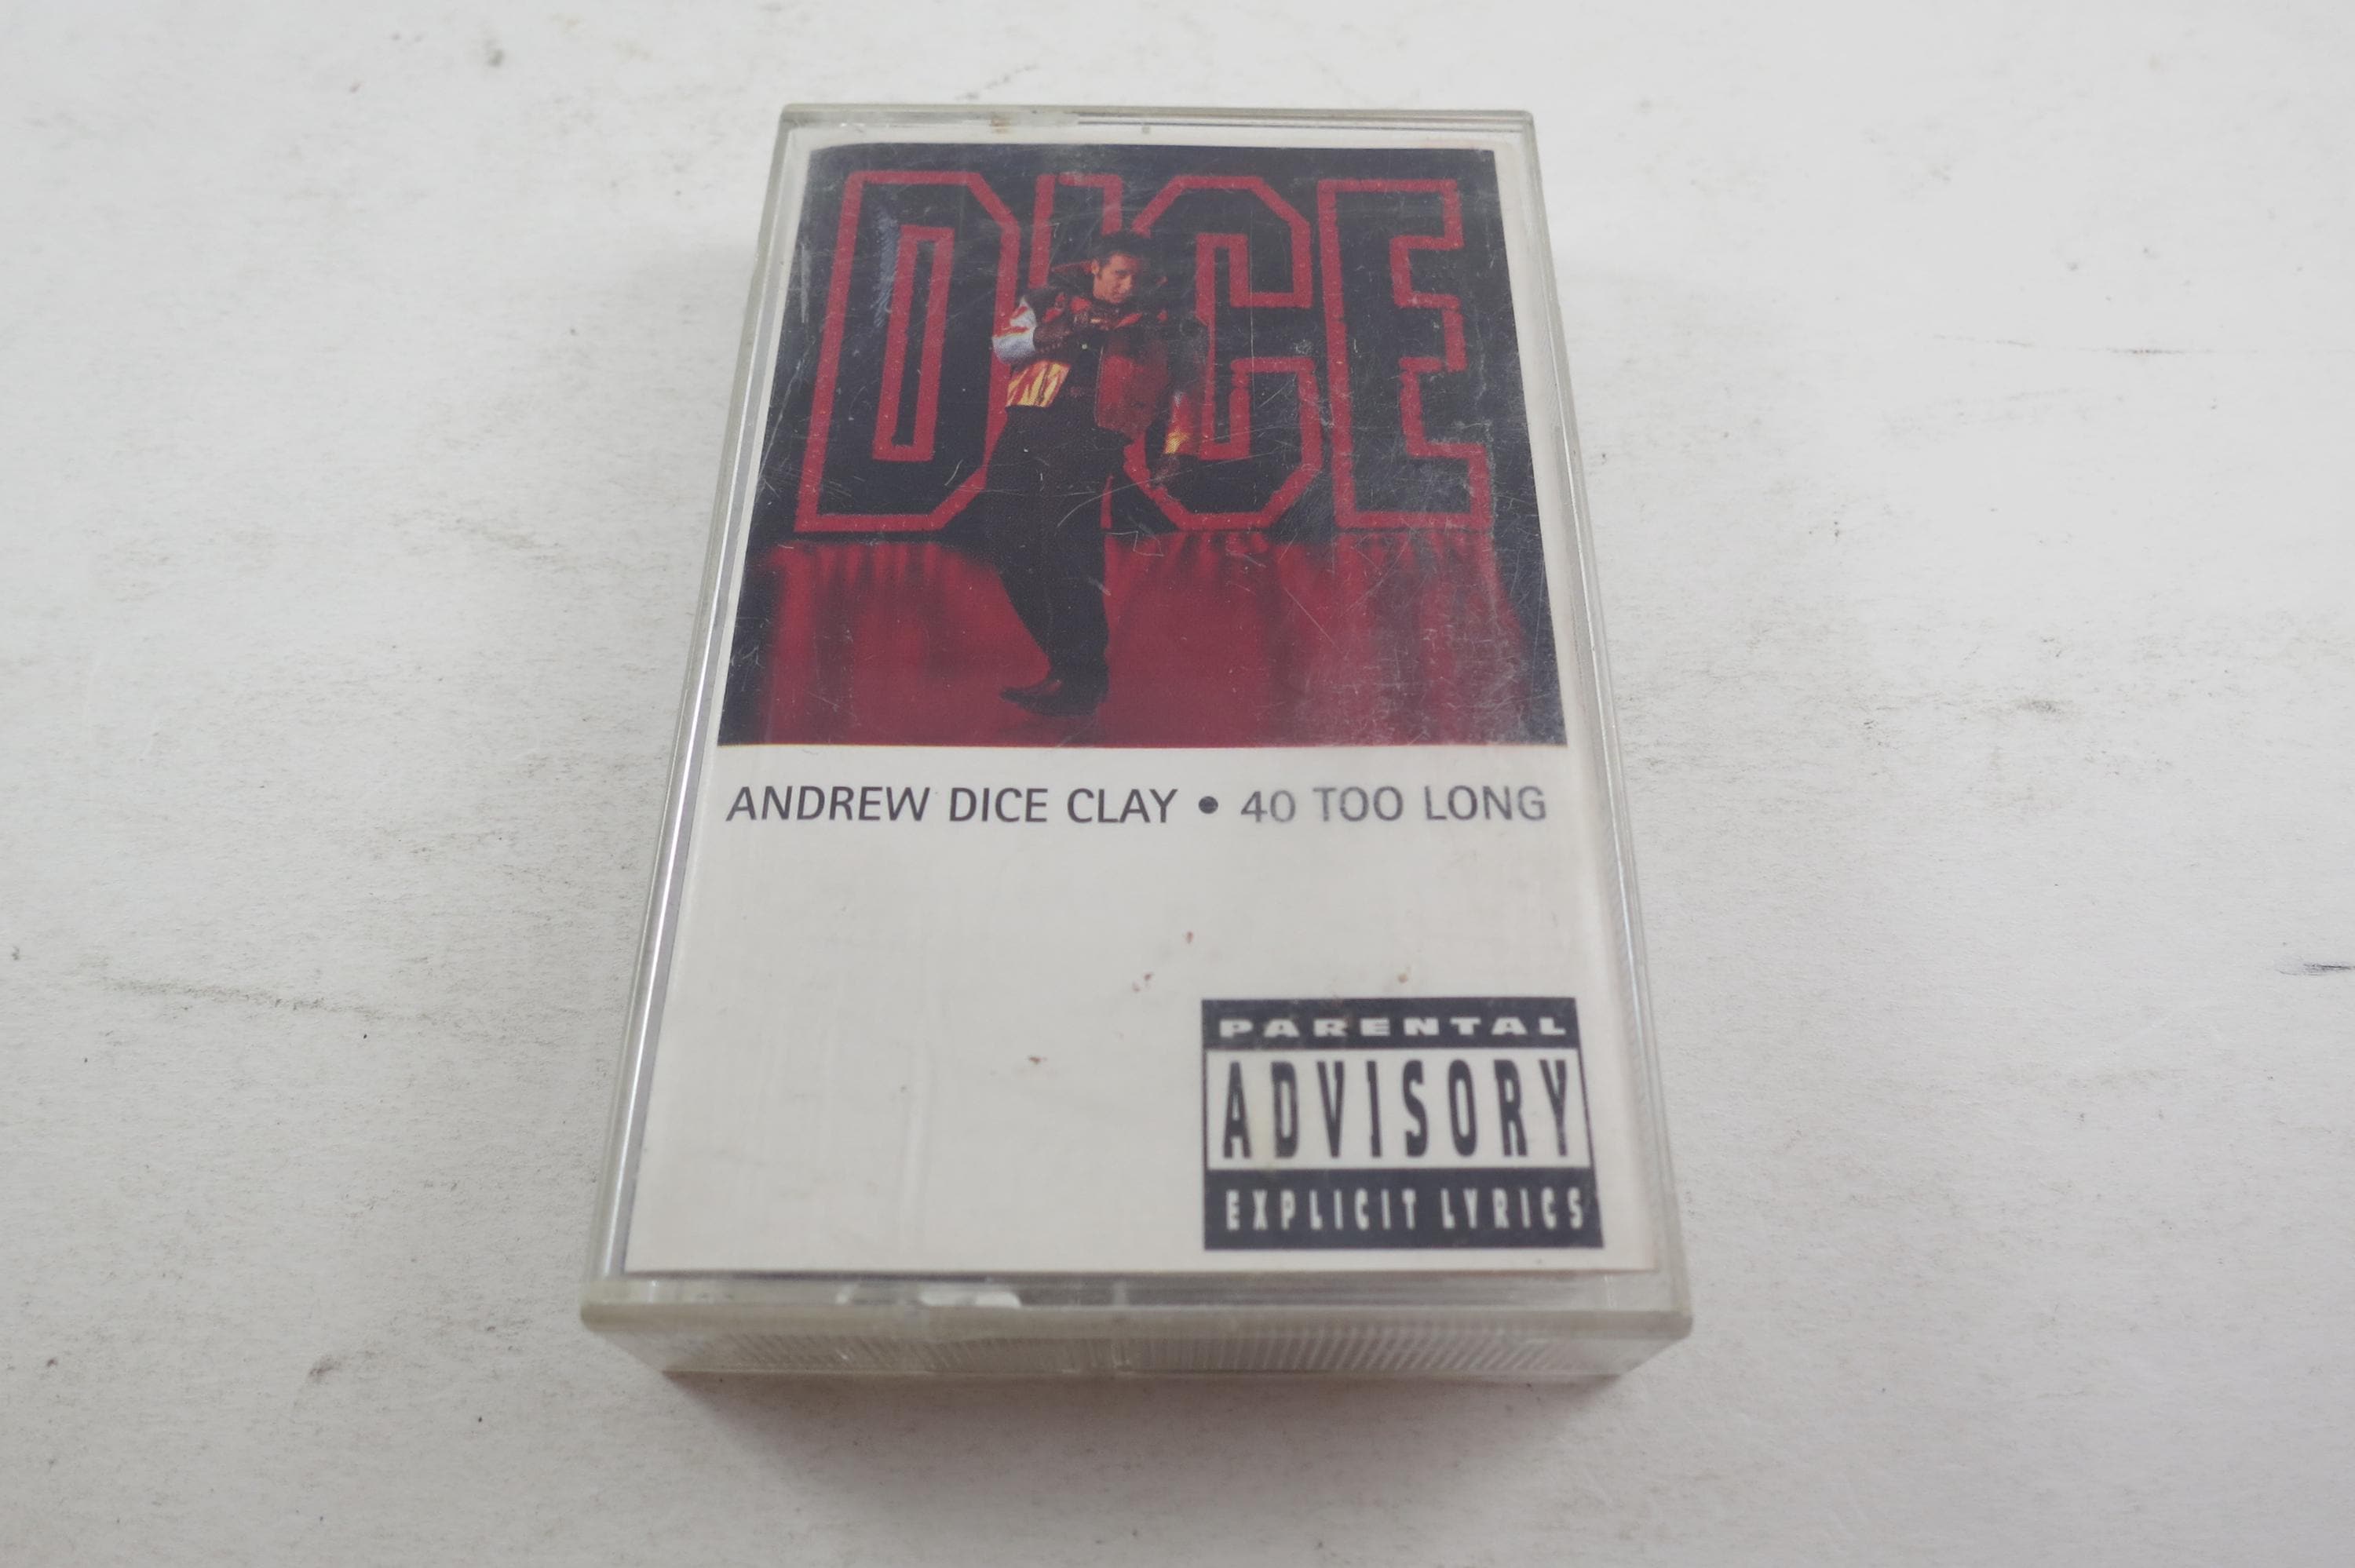 DICE
ANDREW DICE CLAY • 40 TOO LONG
PARENTAL
ADVISORY
EXPLICIT LYRICS